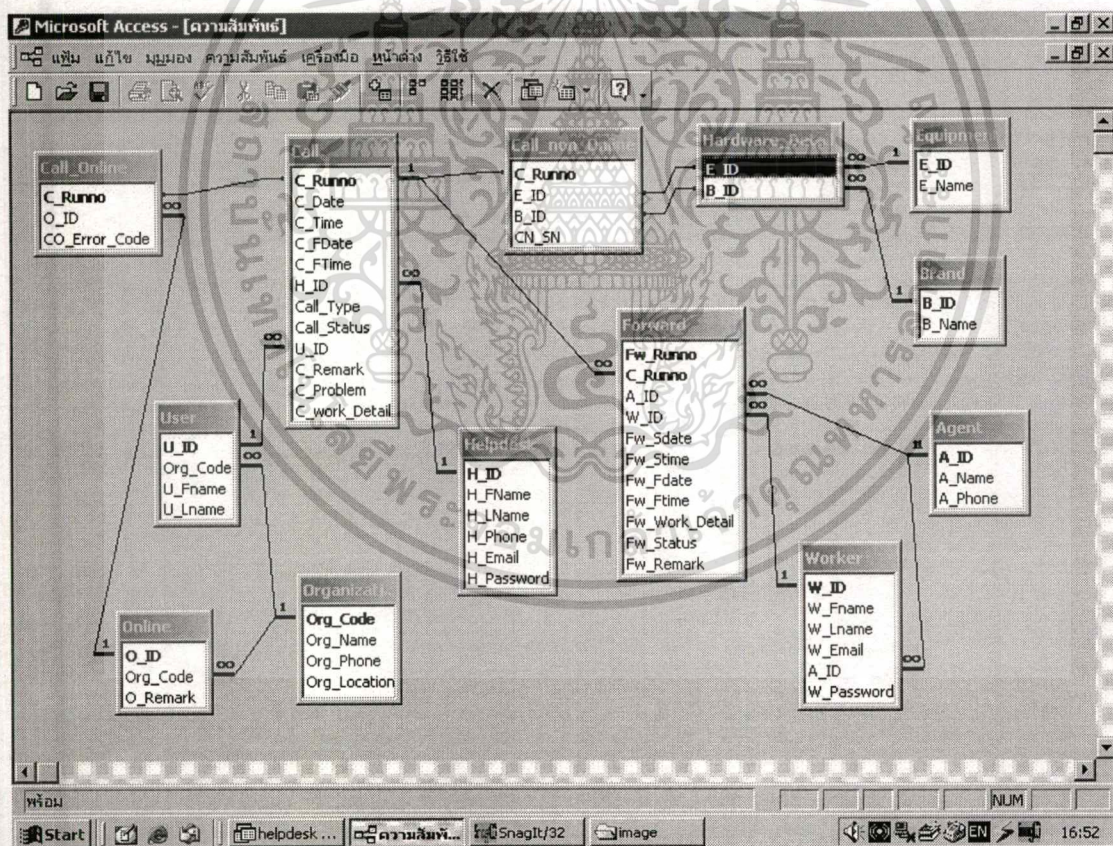 Microsoft Access - [ความสัมพันธ์]
แฟ้ม แก้ไข มุมมอง ความสัมพันธ์ เครื่องมือ หน้าต่าง วิธีใช้
Call_Online
C_Runno
O_ID
CO_Error_Code
Call
C_Runno
C_Date
C_Time
C_FDate
C_FTime
H_ID
Call_Type
Call_Status
U_ID
C_Remark
C_Problem
C_work_Detail
Call_non_Online
C_Runno
E_ID
B_ID
CN_SN
E_ID
B_ID
Equipmen
E_ID
E_Name
Brand
B_ID
B_Name
Forward
Fw_Runno
C_Runno
A_ID
W_ID
Fw_Sdate
Fw_Stime
Fw_Fdate
Fw_Ftime
Fw_Work_Detail
Fw_Status
Fw_Remark
User
U_ID
Org_Code
U_Fname
U_Lname
Helpdesk
H_ID
H_FName
H_LName
H_Phone
H_Email
H_Password
Agent
A_ID
A_Name
A_Phone
Worker
W_ID
W_Fname
W_Lname
W_Email
A_ID
W_Password
Organizati...
Org_Code
Org_Name
Org_Phone
Org_Location
Online
O_ID
Org_Code
O_Remark
พร้อม
NUM
Start
helpdesk ...
ความสัมพั...
SnagIt/32
image
EN
16:52